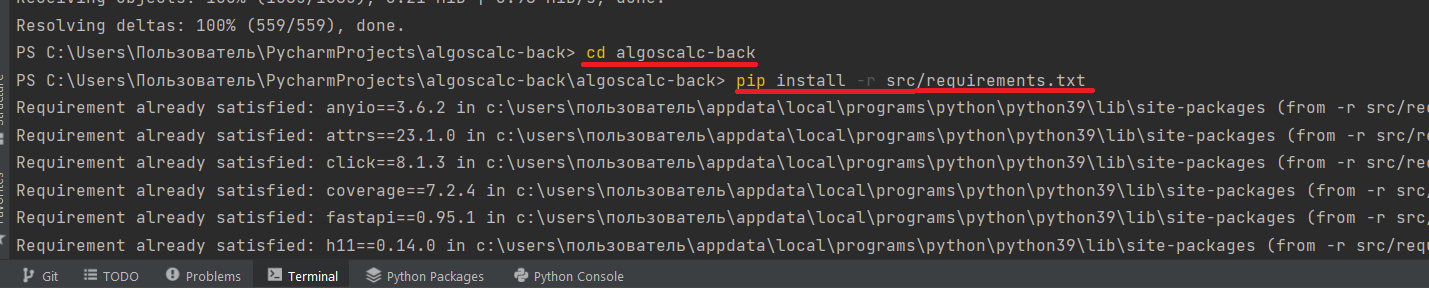 Resolving deltas: 100% (559/559), done.
PS C:\Users\Пользователь\PycharmProjects\algoscalc-back> cd algoscalc-back
PS C:\Users\Пользователь\PycharmProjects\algoscalc-back\algoscalc-back> pip install -r src/requirements.txt
Requirement already satisfied: anyio==3.6.2 in c:\users\пользователь\appdata\local\programs\python\python39\lib\site-packages (from -r src/req
Requirement already satisfied: attrs==23.1.0 in c:\users\пользователь\appdata\local\programs\python\python39\lib\site-packages (from -r src/re
Requirement already satisfied: click==8.1.3 in c:\users\пользователь\appdata\local\programs\python\python39\lib\site-packages (from -r src/req
Requirement already satisfied: coverage==7.2.4 in c:\users\пользователь\appdata\local\programs\python\python39\lib\site-packages (from -r src/
Requirement already satisfied: fastapi==0.95.1 in c:\users\пользователь\appdata\local\programs\python\python39\lib\site-packages (from -r src/
Requirement already satisfied: h11==0.14.0 in c:\users\пользователь\appdata\local\programs\python\python39\lib\site-packages (from -r src/requ
Git TODO Problems Terminal Python Packages Python Console